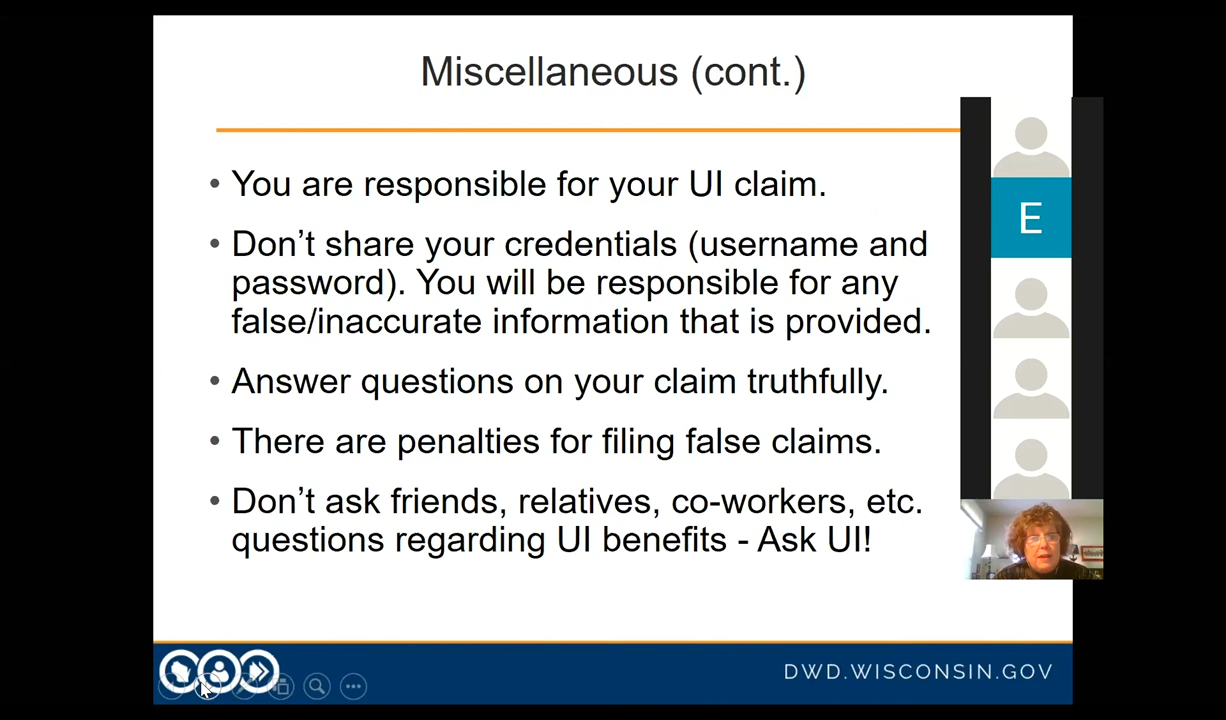 Miscellaneous (cont.)
• You are responsible for your UI claim.
• Don’t share your credentials (username and
password). You will be responsible for any
false/inaccurate information that is provided.
• Answer questions on your claim truthfully.
• There are penalties for filing false claims.
• Don’t ask friends, relatives, co-workers, etc.
questions regarding UI benefits - Ask UI!
E
DWD.WISCONSIN.GOV